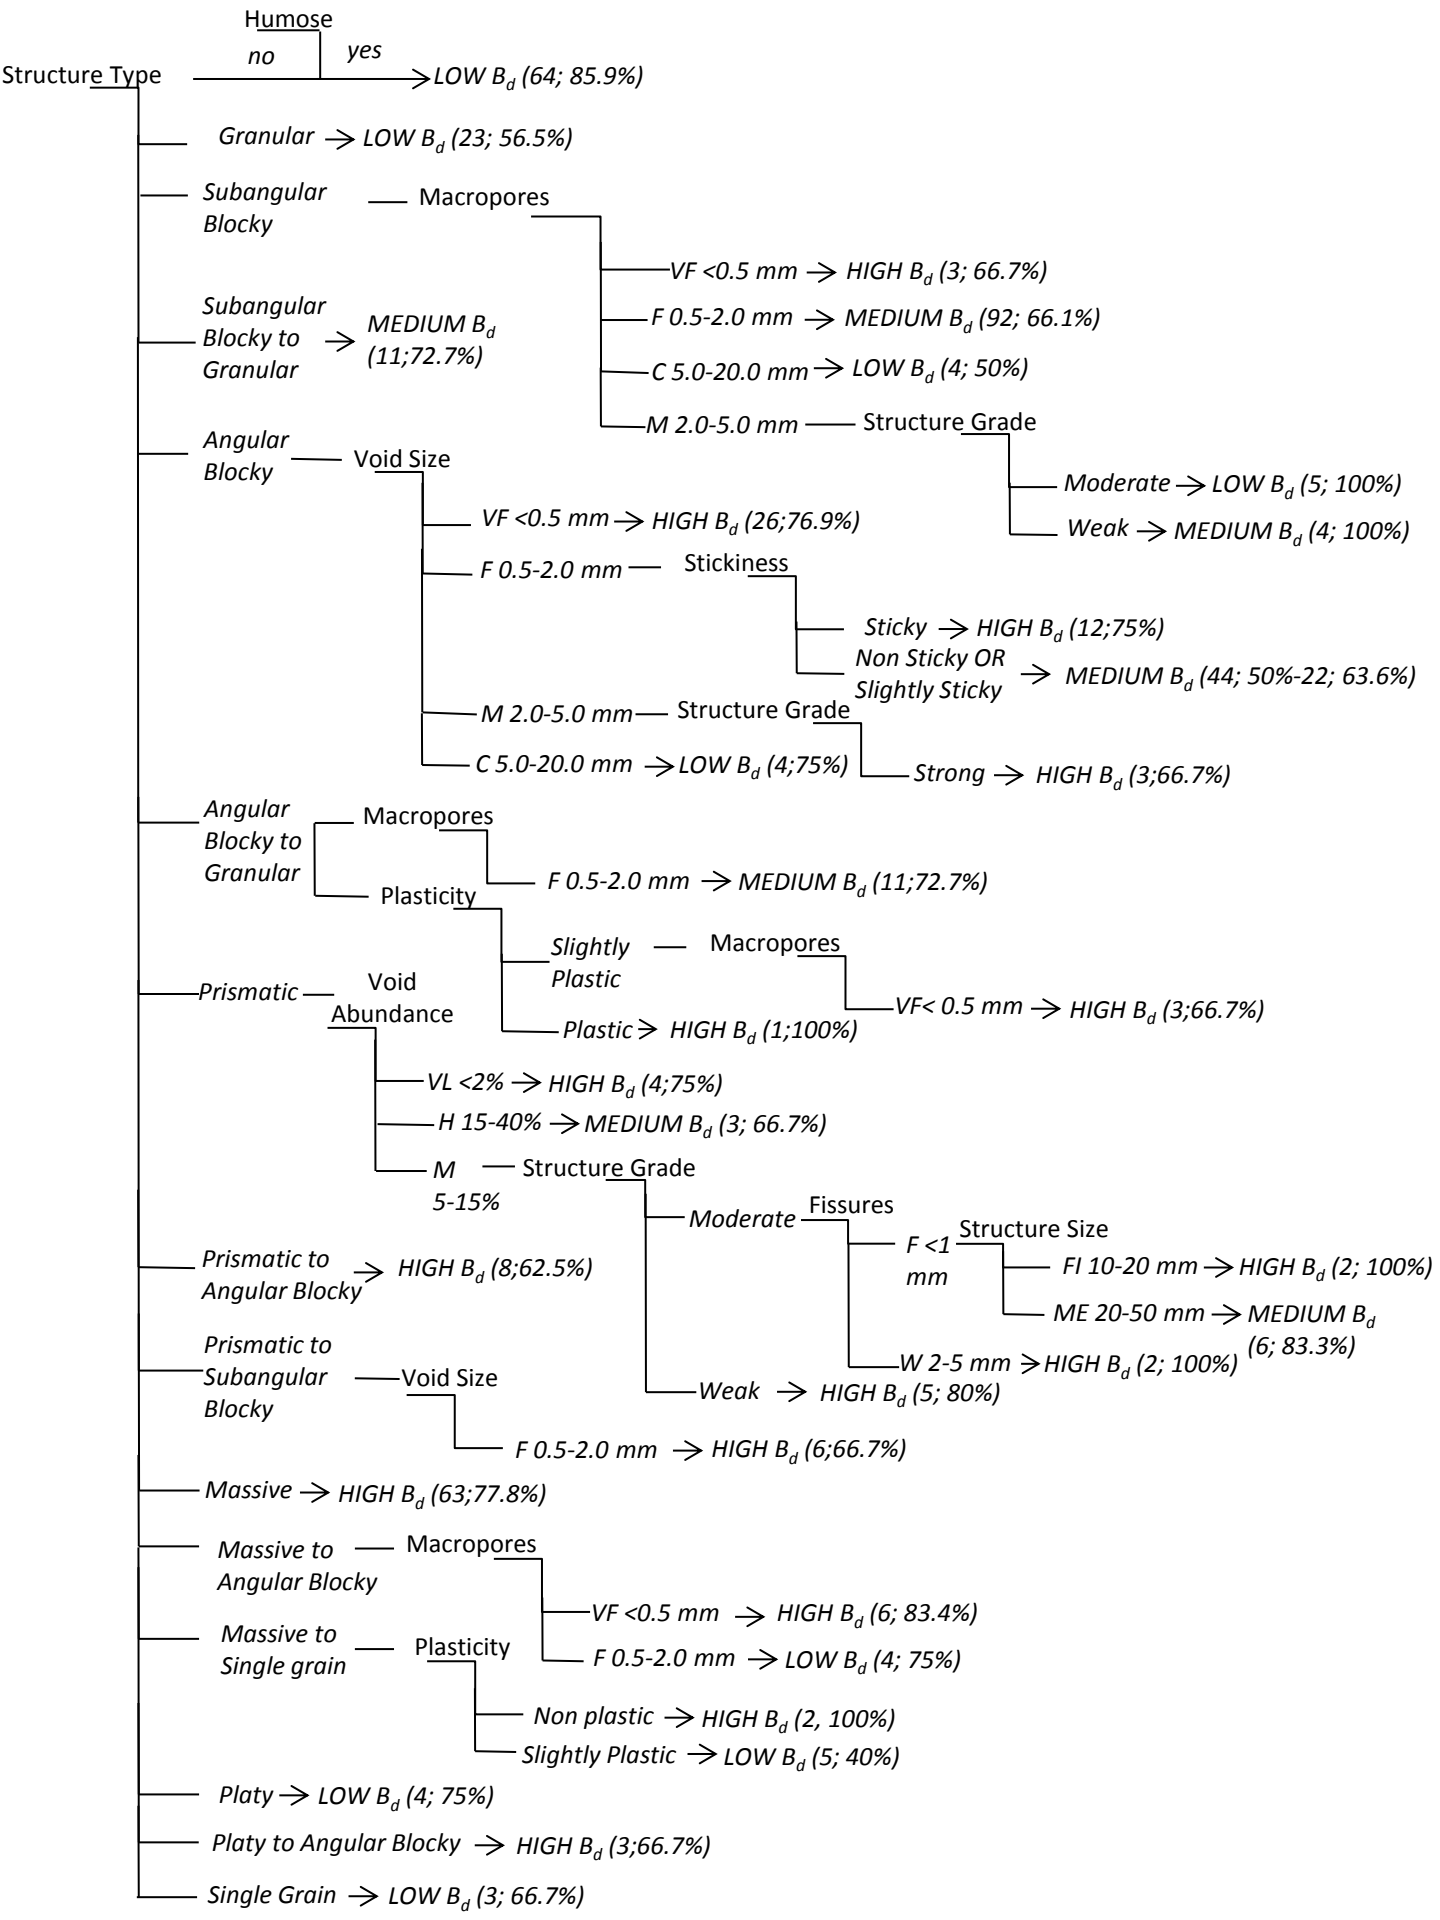 Humose
no
yes
Structure Type
LOW Bd (64; 85.9%)
Granular
LOW Bd (23; 56.5%)
Subangular
Blocky
Macropores
VF <0.5 mm
HIGH Bd (3; 66.7%)
F 0.5-2.0 mm
MEDIUM Bd (92; 66.1%)
C 5.0-20.0 mm
LOW Bd (4; 50%)
M 2.0-5.0 mm
Structure Grade
Moderate
LOW Bd (5; 100%)
Weak
MEDIUM Bd (4; 100%)
Subangular
Blocky to
Granular
MEDIUM Bd
(11;72.7%)
Angular
Blocky
Void Size
VF <0.5 mm
HIGH Bd (26;76.9%)
F 0.5-2.0 mm
Stickiness
Sticky
HIGH Bd (12;75%)
Non Sticky OR
Slightly Sticky
MEDIUM Bd (44; 50%-22; 63.6%)
M 2.0-5.0 mm
Structure Grade
Strong
HIGH Bd (3;66.7%)
C 5.0-20.0 mm
LOW Bd (4;75%)
Angular
Blocky to
Granular
Macropores
F 0.5-2.0 mm
MEDIUM Bd (11;72.7%)
Plasticity
Slightly
Plastic
Macropores
VF< 0.5 mm
HIGH Bd (3;66.7%)
Plastic
HIGH Bd (1;100%)
Prismatic
Void
Abundance
VL <2%
HIGH Bd (4;75%)
H 15-40%
MEDIUM Bd (3; 66.7%)
M
5-15%
Structure Grade
Moderate
Fissures
F <1
mm
Structure Size
FI 10-20 mm
HIGH Bd (2; 100%)
ME 20-50 mm
MEDIUM Bd
(6; 83.3%)
W 2-5 mm
HIGH Bd (2; 100%)
Weak
HIGH Bd (5; 80%)
Prismatic to
Angular Blocky
HIGH Bd (8;62.5%)
Prismatic to
Subangular
Blocky
Void Size
F 0.5-2.0 mm
HIGH Bd (6;66.7%)
Massive
HIGH Bd (63;77.8%)
Massive to
Angular Blocky
Macropores
VF <0.5 mm
HIGH Bd (6; 83.4%)
F 0.5-2.0 mm
LOW Bd (4; 75%)
Massive to
Single grain
Plasticity
Non plastic
HIGH Bd (2, 100%)
Slightly Plastic
LOW Bd (5; 40%)
Platy
LOW Bd (4; 75%)
Platy to Angular Blocky
HIGH Bd (3;66.7%)
Single Grain
LOW Bd (3; 66.7%)